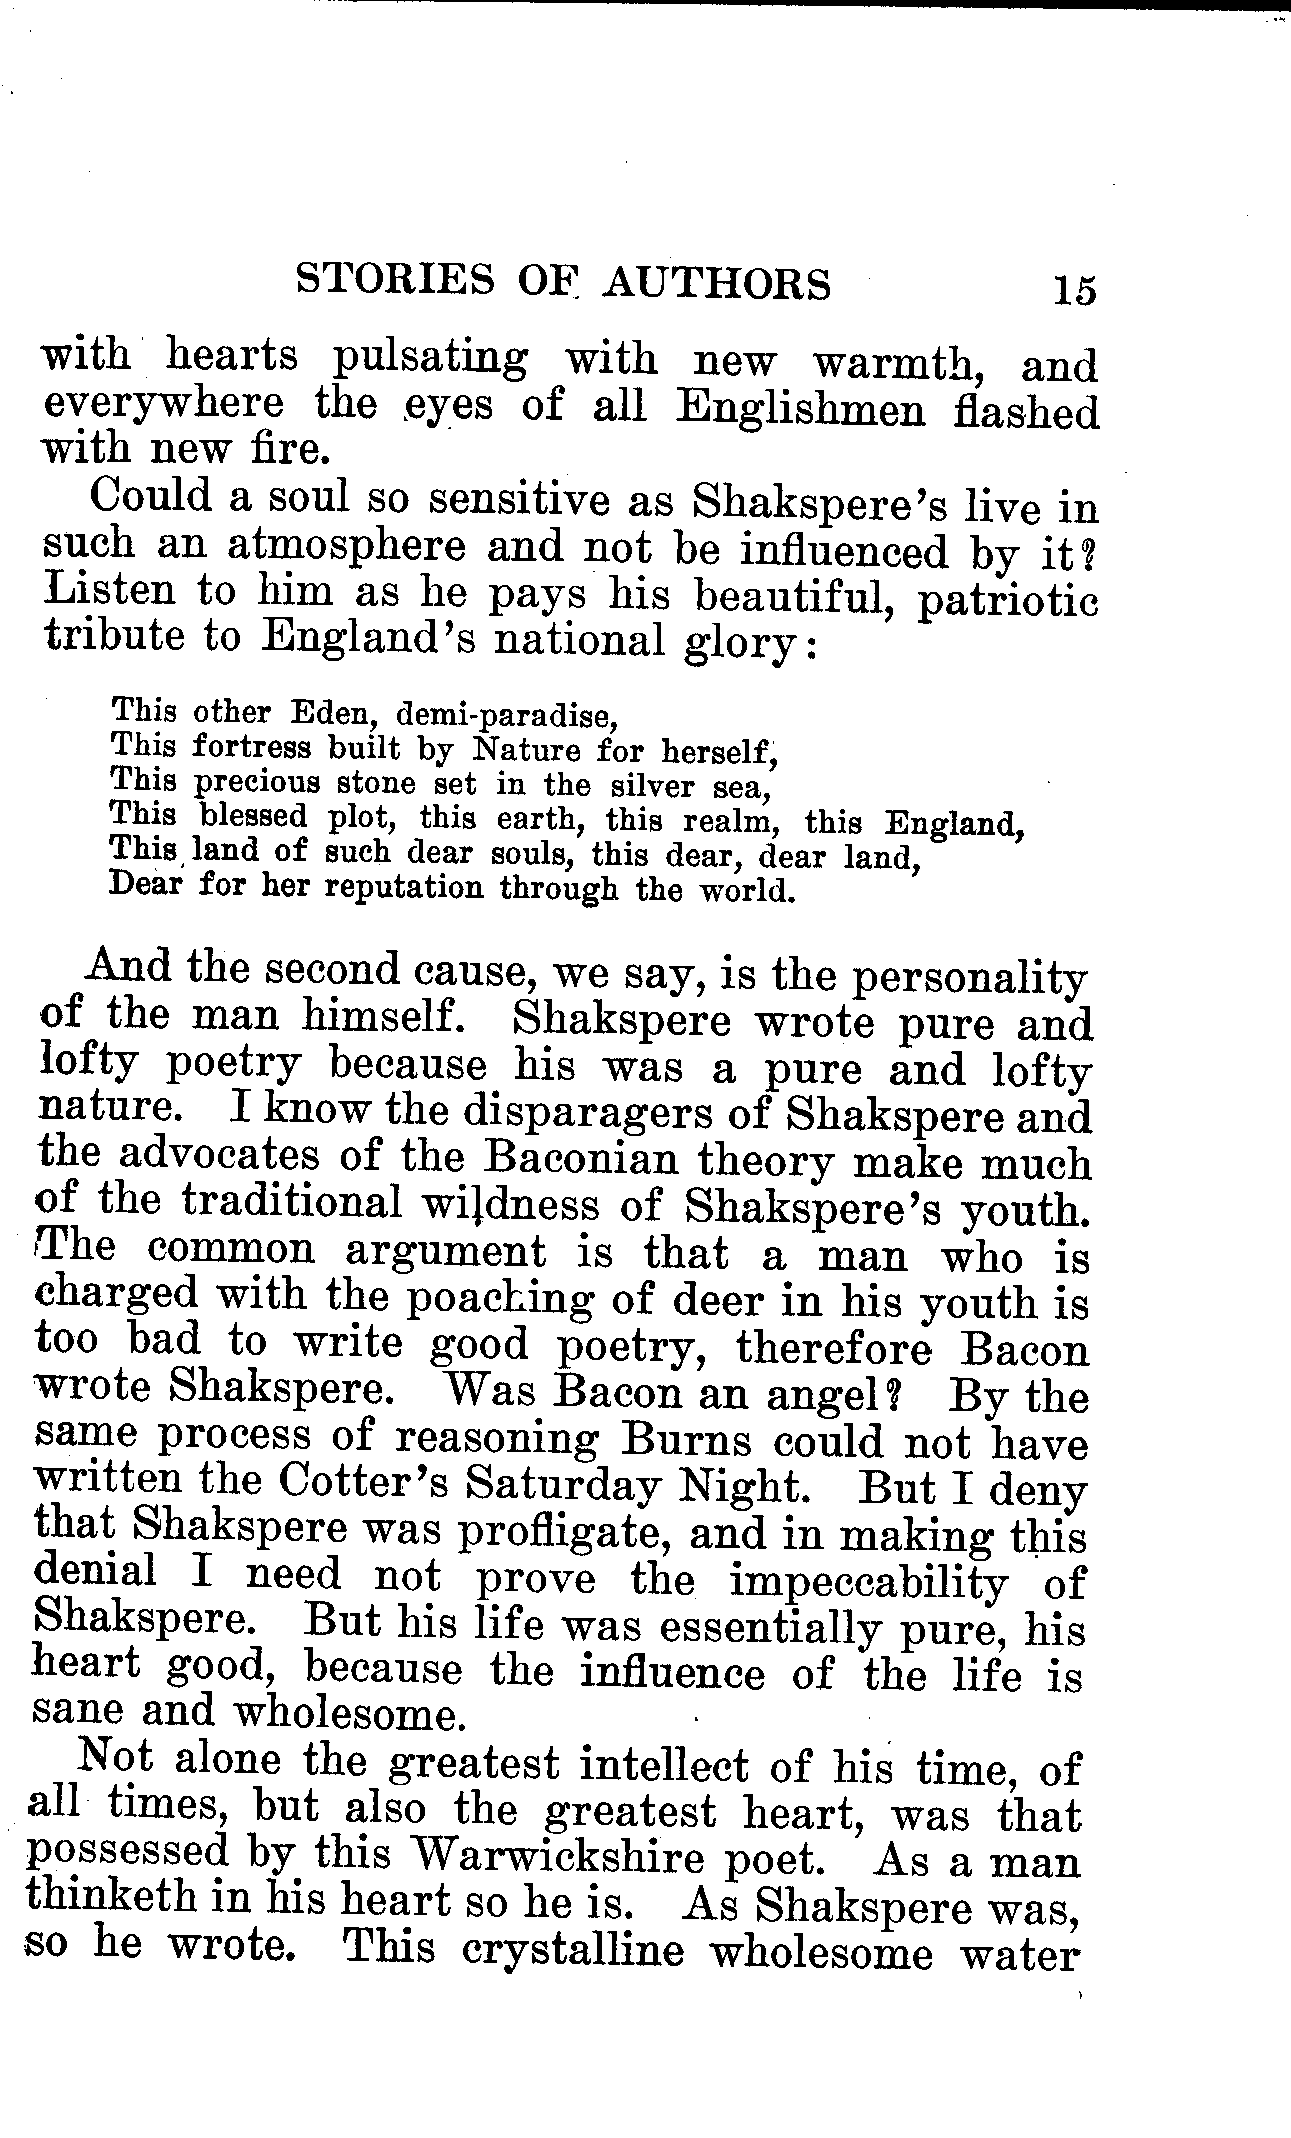 STORIES OF AUTHORS 15
with hearts pulsating with new warmth, and
everywhere the eyes of all Englishmen flashed
with new fire.
Could a soul so sensitive as Shakspere's live in
such an atmosphere and not be influenced by it?
Listen to him as he pays his beautiful, patriotic
tribute to England's national glory:
This other Eden, demi-paradise,
This fortress built by Nature for herself,
This precious stone set in the silver sea,
This blessed plot, this earth, this realm, this England,
This land of such dear souls, this dear, dear land,
Dear for her reputation through the world.
And the second cause, we say, is the personality
of the man himself. Shakspere wrote pure and
lofty poetry because his was a pure and lofty
nature. I know the disparagers of Shakspere and
the advocates of the Baconian theory make much
of the traditional wildness of Shakspere's youth.
The common argument is that a man who is
charged with the poaching of deer in his youth is
too bad to write good poetry, therefore Bacon
wrote Shakspere. Was Bacon an angel? By the
same process of reasoning Burns could not have
written the Cotter's Saturday Night. But I deny
that Shakspere was profligate, and in making this
denial I need not prove the impeccability of
Shakspere. But his life was essentially pure, his
heart good, because the influence of the life is
sane and wholesome.
Not alone the greatest intellect of his time, of
all times, but also the greatest heart, was that
possessed by this Warwickshire poet. As a man
thinketh in his heart so he is. As Shakspere was,
so he wrote. This crystalline wholesome water